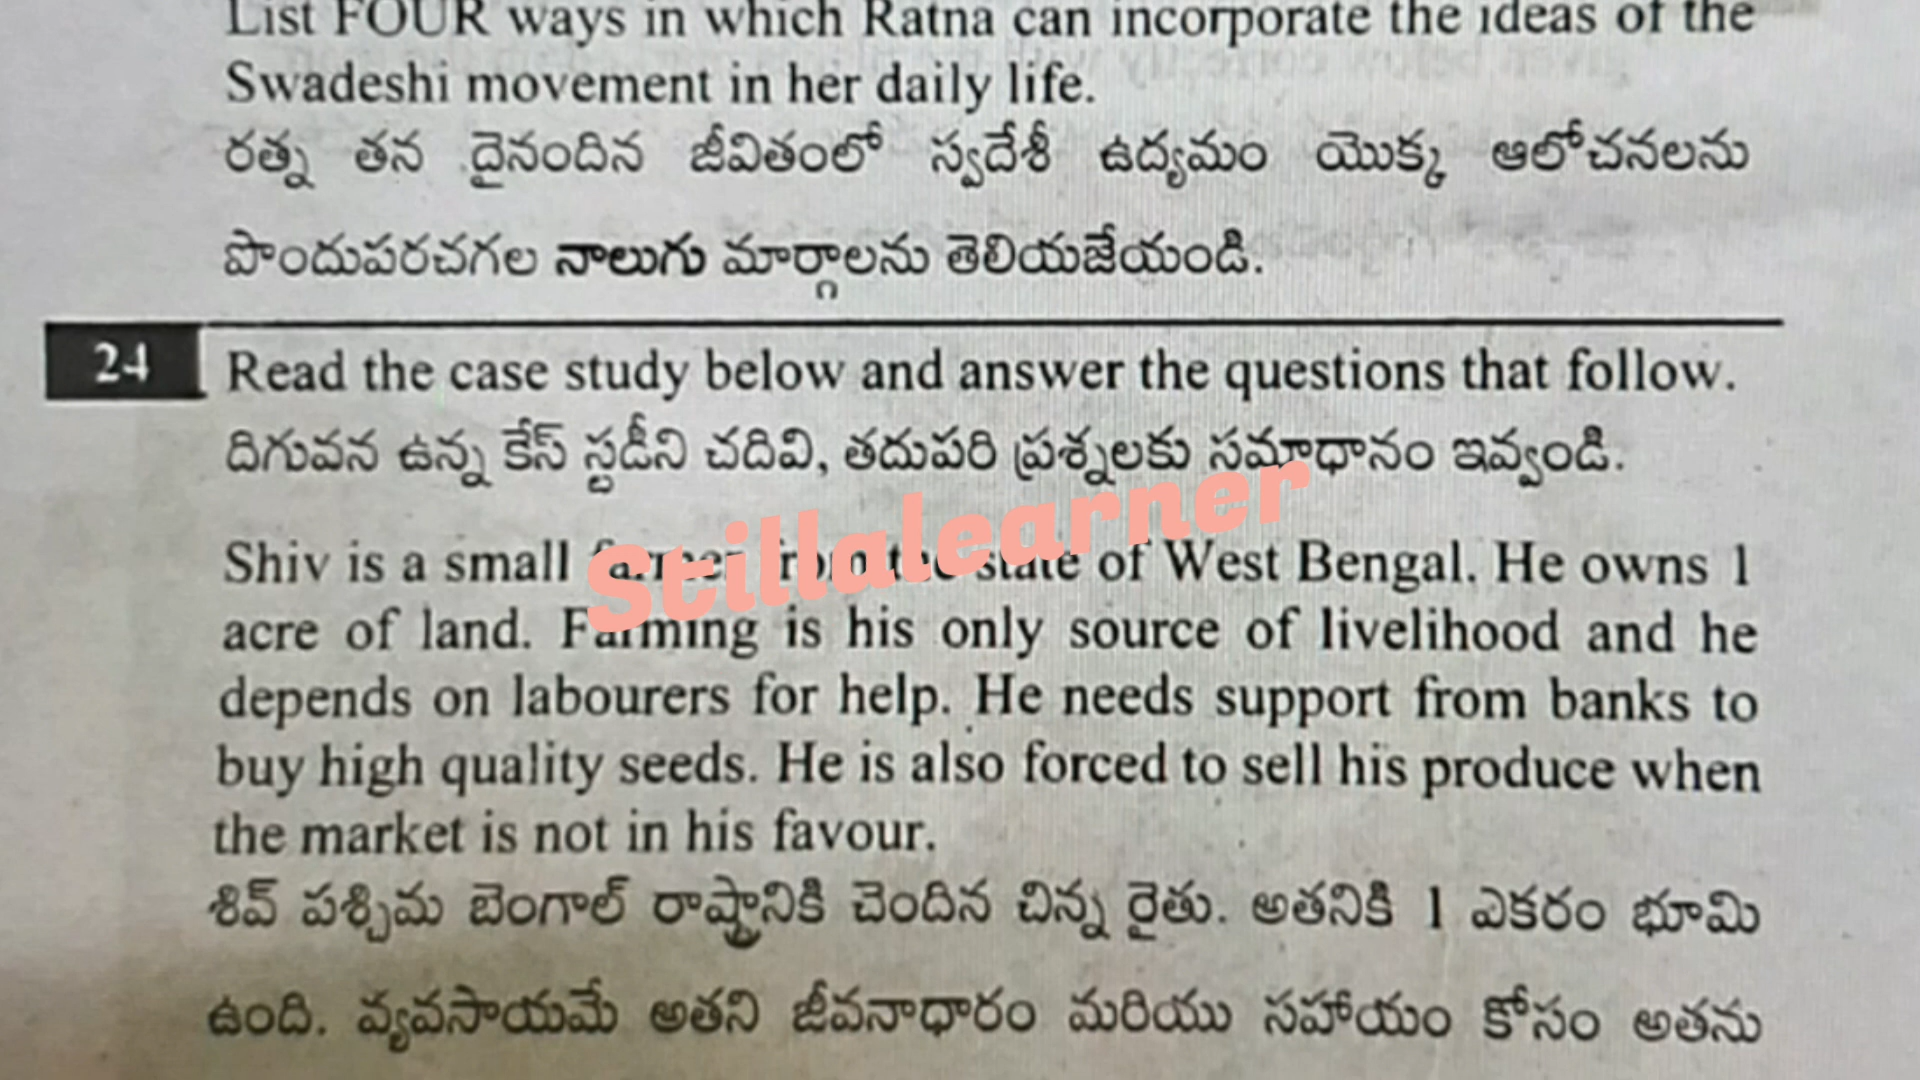 List FOUR ways in which Ratna can incorporate the ideas of the
Swadeshi movement in her daily life.
రత్న తన దైనందిన జీవితంలో స్వదేశీ ఉద్యమం యొక్క ఆలోచనలను
పొందుపరచగల నాలుగు మార్గాలను తెలియజేయండి.
24 Read the case study below and answer the questions that follow.
దిగువన ఉన్న కేస్ స్టడీని చదివి, తదుపరి ప్రశ్నలకు సమాధానం ఇవ్వండి.
Stillalearner
Shiv is a small farmer from the state of West Bengal. He owns 1
acre of land. Farming is his only source of livelihood and he
depends on labourers for help. He needs support from banks to
buy high quality seeds. He is also forced to sell his produce when
the market is not in his favour.
శివ్ పశ్చిమ బెంగాల్ రాష్ట్రానికి చెందిన చిన్న రైతు. అతనికి 1 ఎకరం భూమి
ఉంది. వ్యవసాయమే అతని జీవనాధారం మరియు సహాయం కోసం అతను